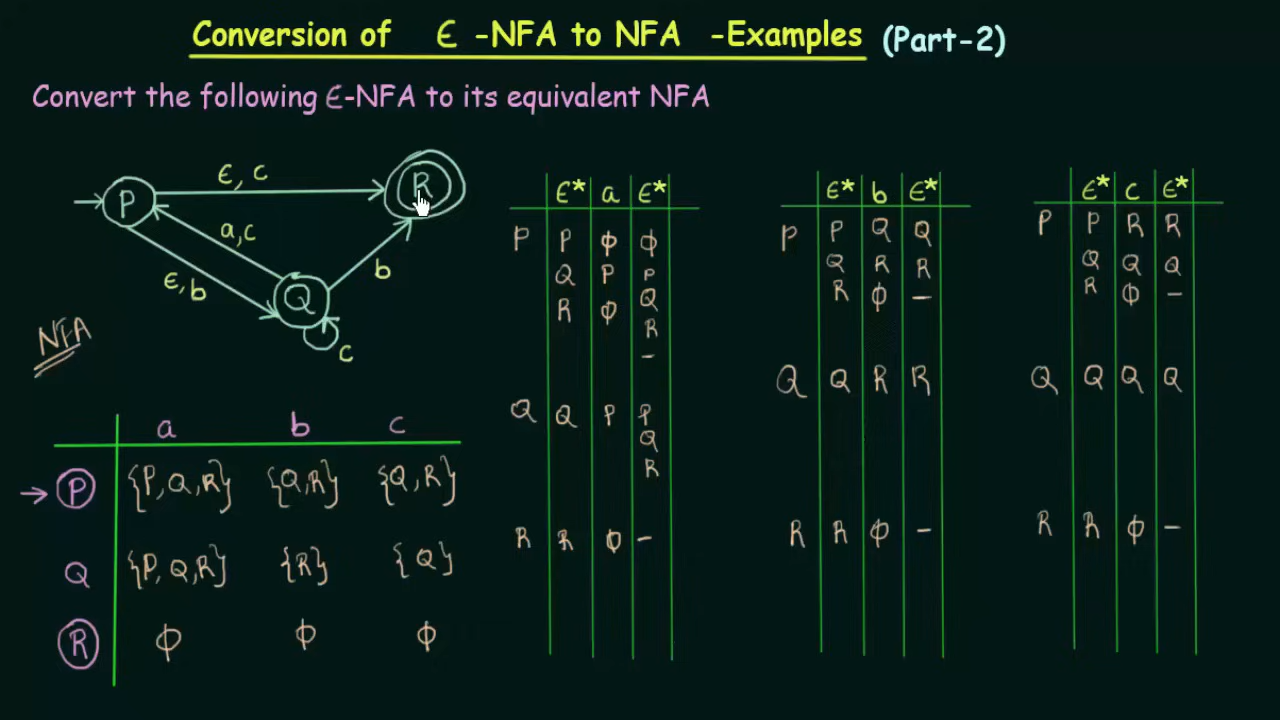 Conversion of ϵ -NFA to NFA -Examples (Part-2)
Convert the following ϵ-NFA to its equivalent NFA
P
ϵ, c
R
a,c
ϵ, b
Q
b
c
NFA
a b c
P {P, Q, R} {Q,R} {Q, R}
Q {P, Q, R} {R} {Q}
R ϕ ϕ ϕ
ϵ* a ϵ*
P P ϕ ϕ
Q P P
Q
R ϕ
R
–
Q Q P P
Q
R
R R ϕ –
ϵ* b ϵ*
P P Q Q
Q R R
R ϕ –
Q Q R R
R R ϕ –
ϵ* c ϵ*
P P R R
Q Q Q
R ϕ –
Q Q Q Q
R R ϕ –